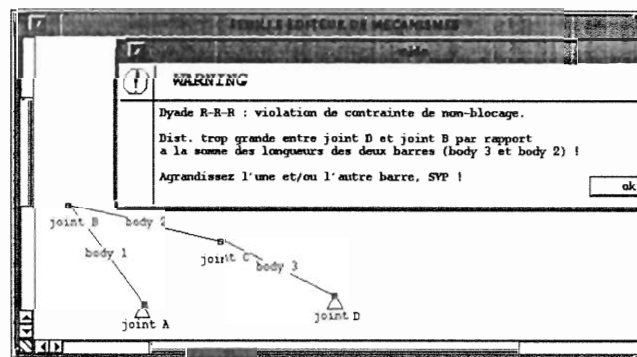 FEUILLE EDITEUR DE MECANISMES
WARNING
Dyade R-R-R : violation de contrainte de non-blocage.
Dist. trop grande entre joint D et joint B par rapport
a la somme des longueurs des deux barres (body 3 et body 2) !
Agrandissez l'une et/ou l'autre barre, SVP !
ok
joint B
body 2
body 1
joint C
body 3
joint A
joint D